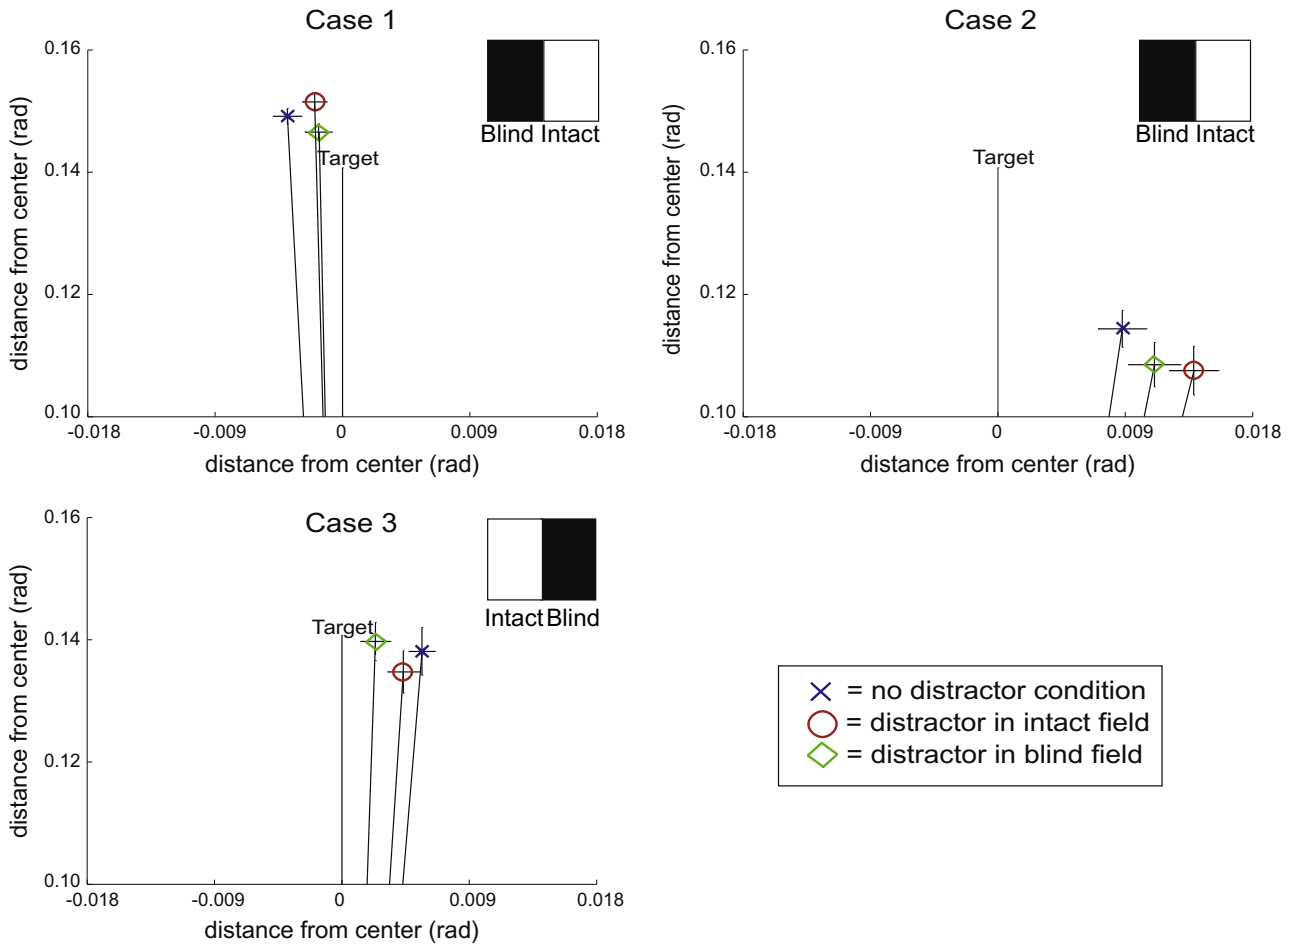 Case 1
0.16
0.14
0.12
0.10
distance from center (rad)
Blind Intact
Target
-0.018
-0.009
0
0.009
0.018
distance from center (rad)
Case 2
0.16
0.14
0.12
0.10
distance from center (rad)
Blind Intact
Target
-0.018
-0.009
0
0.009
0.018
distance from center (rad)
Case 3
0.16
0.14
0.12
0.10
distance from center (rad)
Intact Blind
Target
-0.018
-0.009
0
0.009
0.018
distance from center (rad)
= no distractor condition
= distractor in intact field
= distractor in blind field